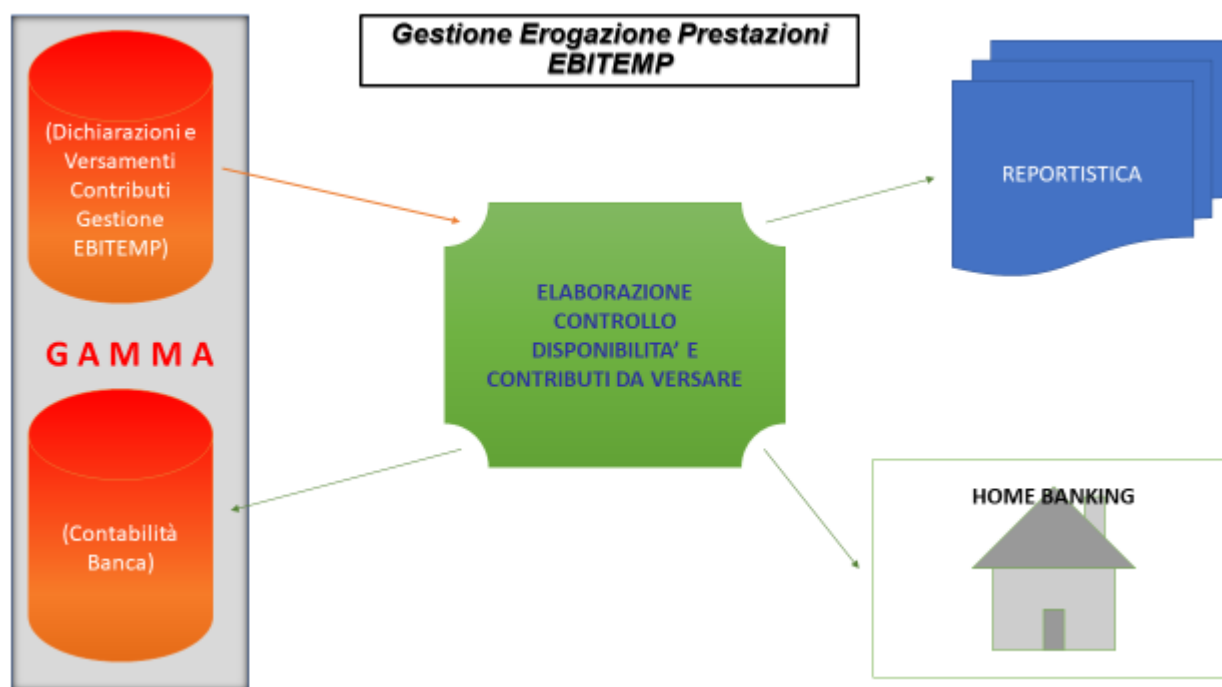 Gestione Erogazione Prestazioni
EBITEMP
(Dichiarazioni e
Versamenti
Contributi
Gestione
EBITEMP)
GAMMA
(Contabilità
Banca)
ELABORAZIONE
CONTROLLO
DISPONIBILITA' E
CONTRIBUTI DA VERSARE
REPORTISTICA
HOME BANKING